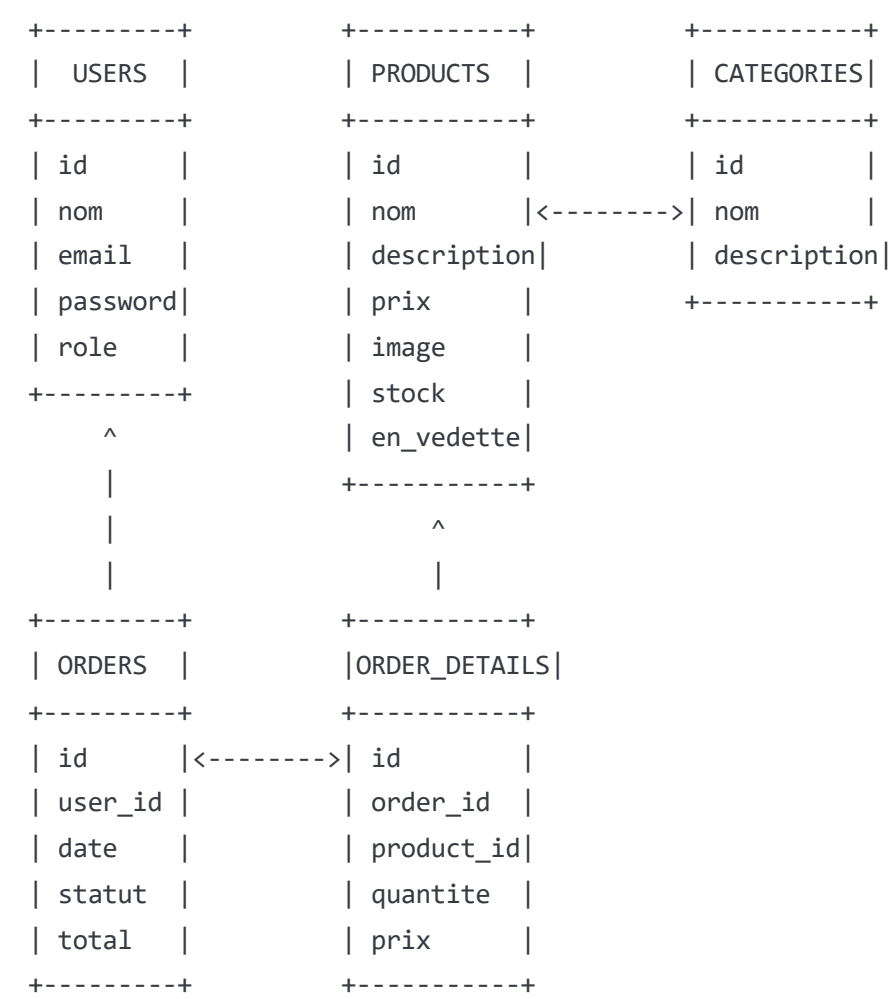 +---------+          +-----------+          +-----------+
|  USERS  |          | PRODUCTS  |          | CATEGORIES|
+---------+          +-----------+          +-----------+
| id      |          | id        |          | id        |
| nom     |          | nom       |<-------->| nom       |
| email   |          | description|         | description|
| password|          | prix      |          +-----------+
| role    |          | image     |
+---------+          | stock     |
     ^               | en_vedette|
     |               +-----------+
     |                     ^
     |                     |
+---------+          +-----------+
| ORDERS  |          |ORDER_DETAILS|
+---------+          +-----------+
| id      |<-------->| id        |
| user_id |          | order_id  |
| date    |          | product_id|
| statut  |          | quantite  |
| total   |          | prix      |
+---------+          +-----------+